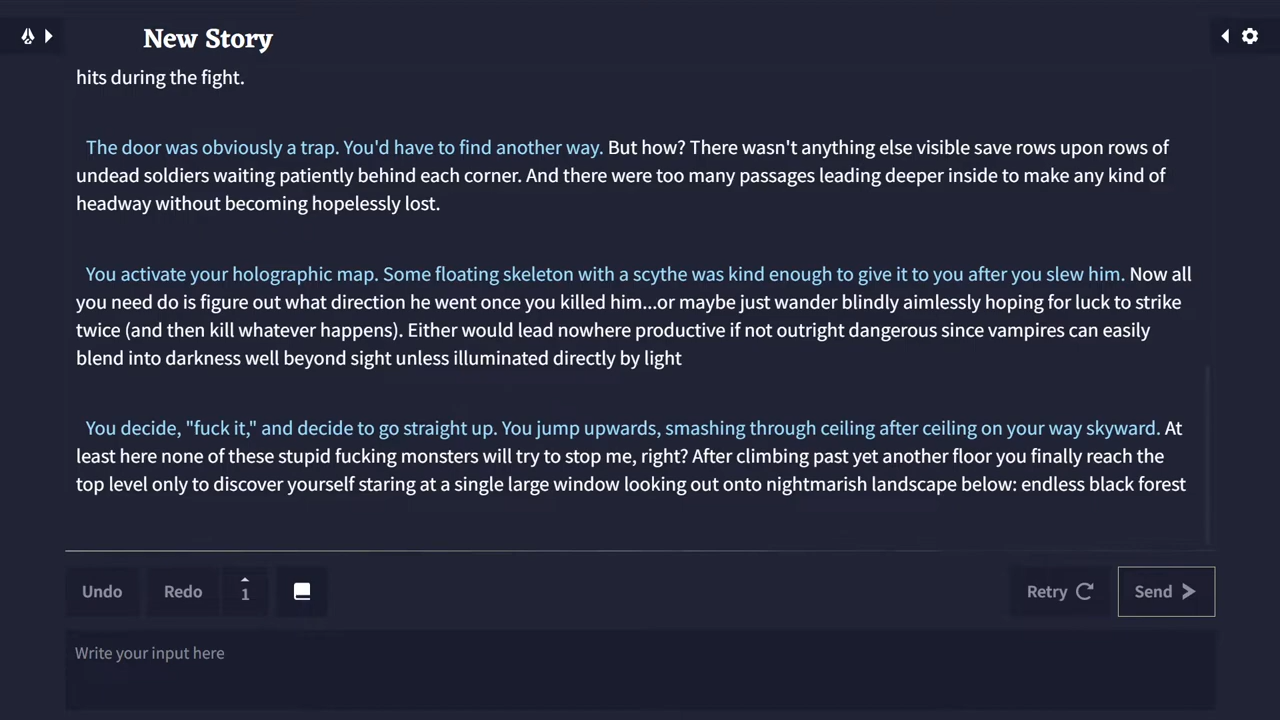 New Story
hits during the fight.
The door was obviously a trap. You'd have to find another way. But how? There wasn't anything else visible save rows upon rows of
undead soldiers waiting patiently behind each corner. And there were too many passages leading deeper inside to make any kind of
headway without becoming hopelessly lost.
You activate your holographic map. Some floating skeleton with a scythe was kind enough to give it to you after you slew him. Now all
you need do is figure out what direction he went once you killed him...or maybe just wander blindly aimlessly hoping for luck to strike
twice (and then kill whatever happens). Either would lead nowhere productive if not outright dangerous since vampires can easily
blend into darkness well beyond sight unless illuminated directly by light
You decide, "fuck it," and decide to go straight up. You jump upwards, smashing through ceiling after ceiling on your way skyward. At
least here none of these stupid fucking monsters will try to stop me, right? After climbing past yet another floor you finally reach the
top level only to discover yourself staring at a single large window looking out onto nightmarish landscape below: endless black forest
Undo Redo 1 Retry Send
Write your input here